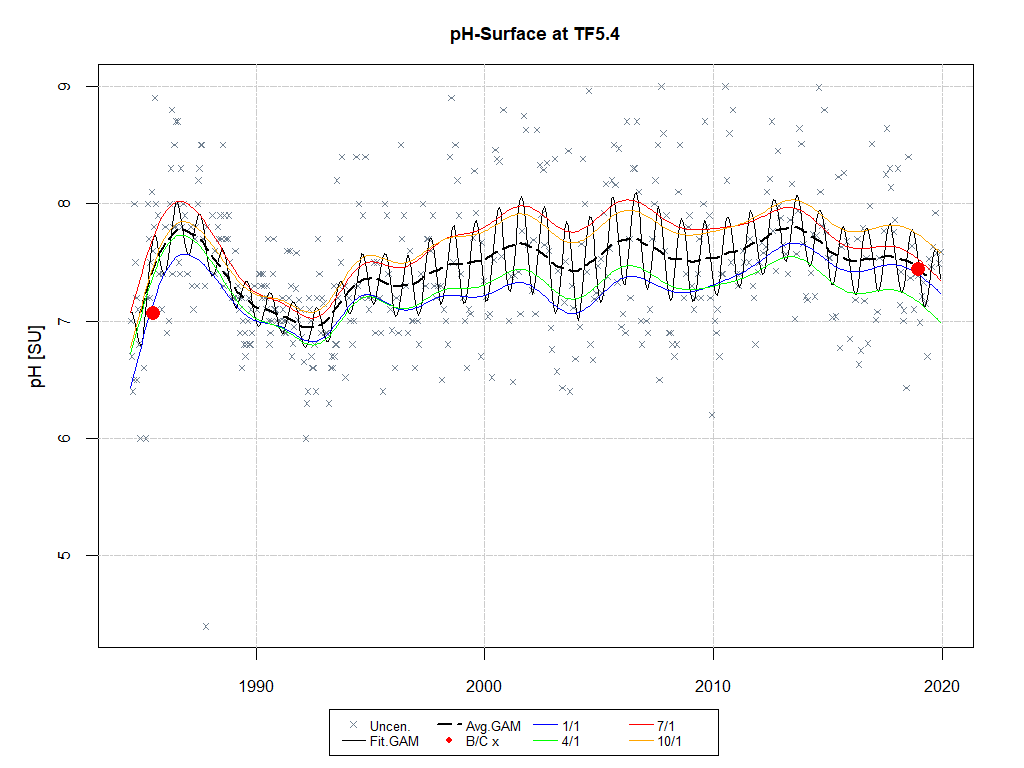 pH-Surface at TF5.4
pH [SU]
9
8
7
6
5
1990 2000 2010 2020
Uncen. Avg.GAM 1/1 7/1
Fit.GAM B/C x 4/1 10/1